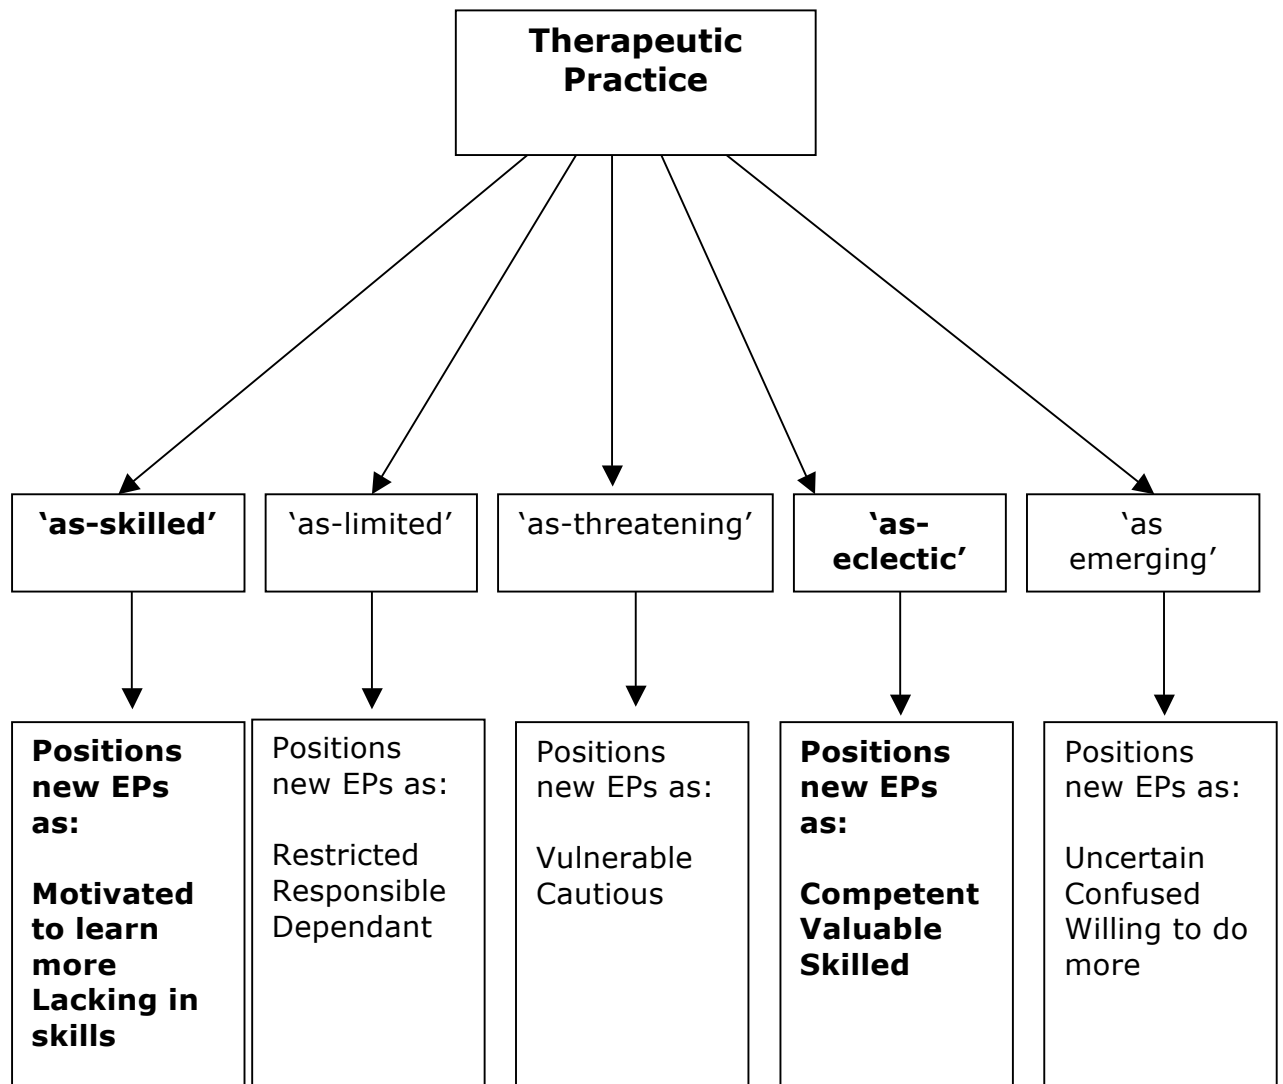 Therapeutic
Practice
‘as-skilled’
‘as-limited’
‘as-threatening’
‘as-
eclectic’
‘as
emerging’
Positions
new EPs
as:
Motivated
to learn
more
Lacking in
skills
Positions
new EPs as:
Restricted
Responsible
Dependant
Positions
new EPs as:
Vulnerable
Cautious
Positions
new EPs
as:
Competent
Valuable
Skilled
Positions
new EPs as:
Uncertain
Confused
Willing to do
more